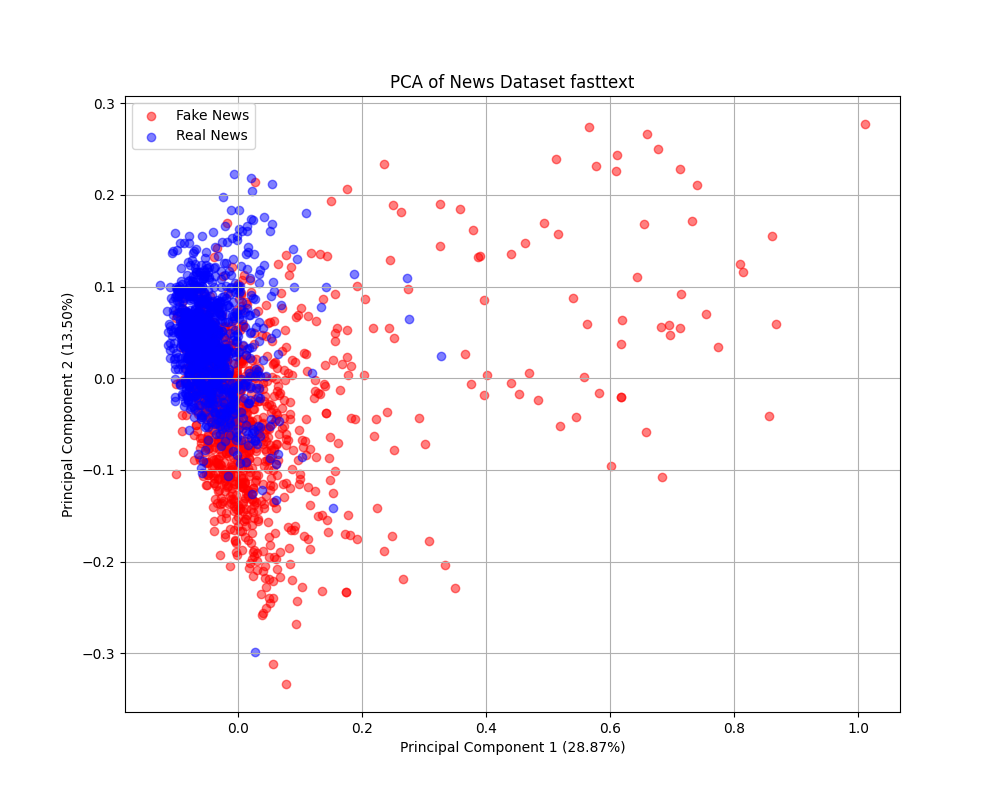 PCA of News Dataset fasttext
Fake News
Real News
0.3
0.2
0.1
0.0
−0.1
−0.2
−0.3
Principal Component 2 (13.50%)
0.0 0.2 0.4 0.6 0.8 1.0
Principal Component 1 (28.87%)